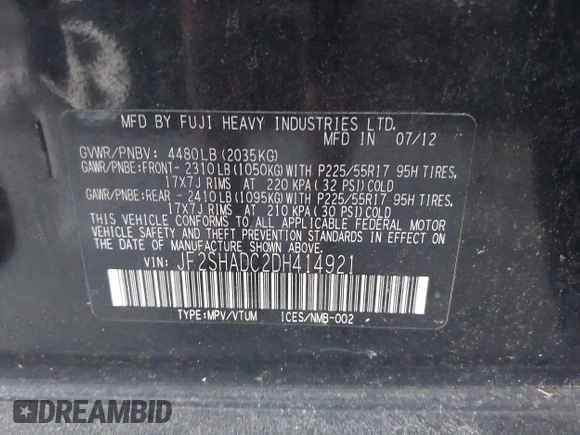 MFD BY FUJI HEAVY INDUSTRIES LTD.
MFD IN 07/12
GVWR/PNBV: 4480LB(2035KG)
GAWR/PNBE:FRONT- 2310LB(1050KG)WITH P225/55R17 95H TIRES,
17X7J RIMS AT 220 KPA( 32 PSI)COLD
GAWR/PNBE:REAR - 2410LB(1095KG)WITH P225/55R17 95H TIRES,
17X7J RIMS AT 210 KPA( 30 PSI)COLD
THIS VEHICLE CONFORMS TO ALL APPLICABLE FEDERAL MOTOR
VEHICLE SAFETY AND THEFT PREVENTION STANDARDS IN EFFECT
ON THE DATE OF MANUFACTURE SHOWN ABOVE.
VIN: JF2SHADC2DH414921
TYPE:MPV/VTUM ICES/NMB-002
DREAMBID